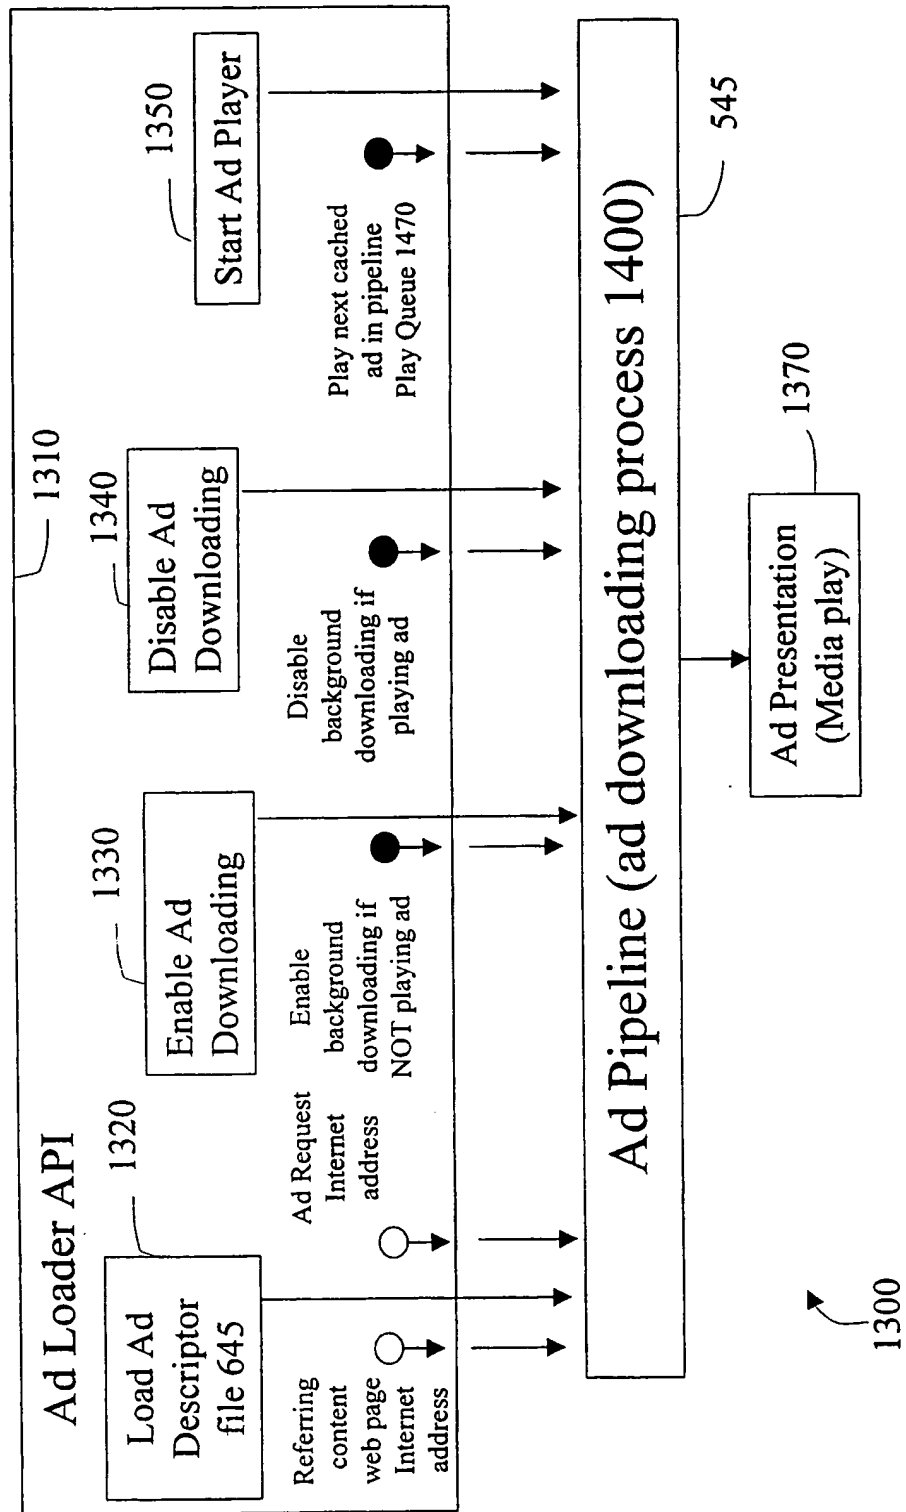 Ad Loader API
1310
1320
Load Ad
Descriptor
file 645
1330
Enable Ad
Downloading
1340
Disable Ad
Downloading
1350
Start Ad Player
Referring
content
web page
Internet
address
Ad Request
Internet
address
Enable
background
downloading if
NOT playing ad
Disable
background
downloading if
playing ad
Play next cached
ad in pipeline
Play Queue 1470
Ad Pipeline (ad downloading process 1400)
545
1370
Ad Presentation
(Media play)
1300